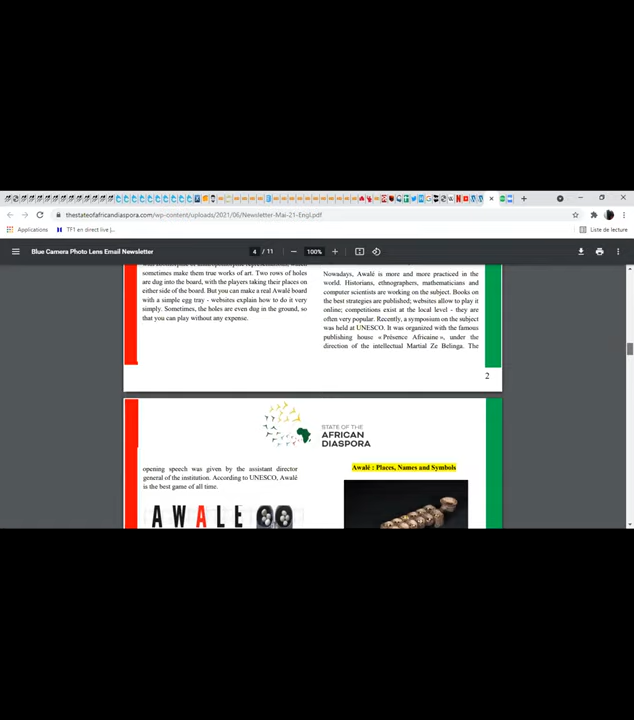 thestateofafricandiaspora.com/wp-content/uploads/2021/06/Newsletter-Mai-21-Engl.pdf
Applications
TF1 en direct live j...
Liste de lecture
Blue Camera Photo Lens Email Newsletter
4 / 11
100%
sometimes make them true works of art. Two rows of holes
are dug into the board, with the players taking their places on
either side of the board. But you can make a real Awalé board
with a simple egg tray - websites explain how to do it very
simply. Sometimes, the holes are even dug in the ground, so
that you can play without any expense.
Nowadays, Awalé is more and more practiced in the
world. Historians, ethnographers, mathematicians and
computer scientists are working on the subject. Books on
the best strategies are published; websites allow to play it
online; competitions exist at the local level - they are
often very popular. Recently, a symposium on the subject
was held at UNESCO. It was organized with the famous
publishing house « Présence Africaine », under the
direction of the intellectual Martial Ze Belinga. The
2
STATE OF THE
AFRICAN
DIASPORA
opening speech was given by the assistant director
general of the institution. According to UNESCO, Awalé
is the best game of all time.
AWALE
Awalé : Places, Names and Symbols